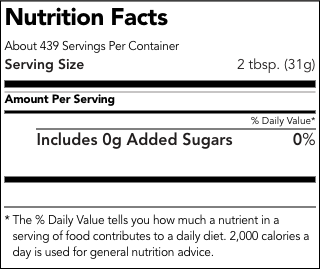 Nutrition Facts
About 439 Servings Per Container
Serving Size 2 tbsp. (31g)
Amount Per Serving
% Daily Value*
Includes 0g Added Sugars 0%
* The % Daily Value tells you how much a nutrient in a
serving of food contributes to a daily diet. 2,000 calories a
day is used for general nutrition advice.